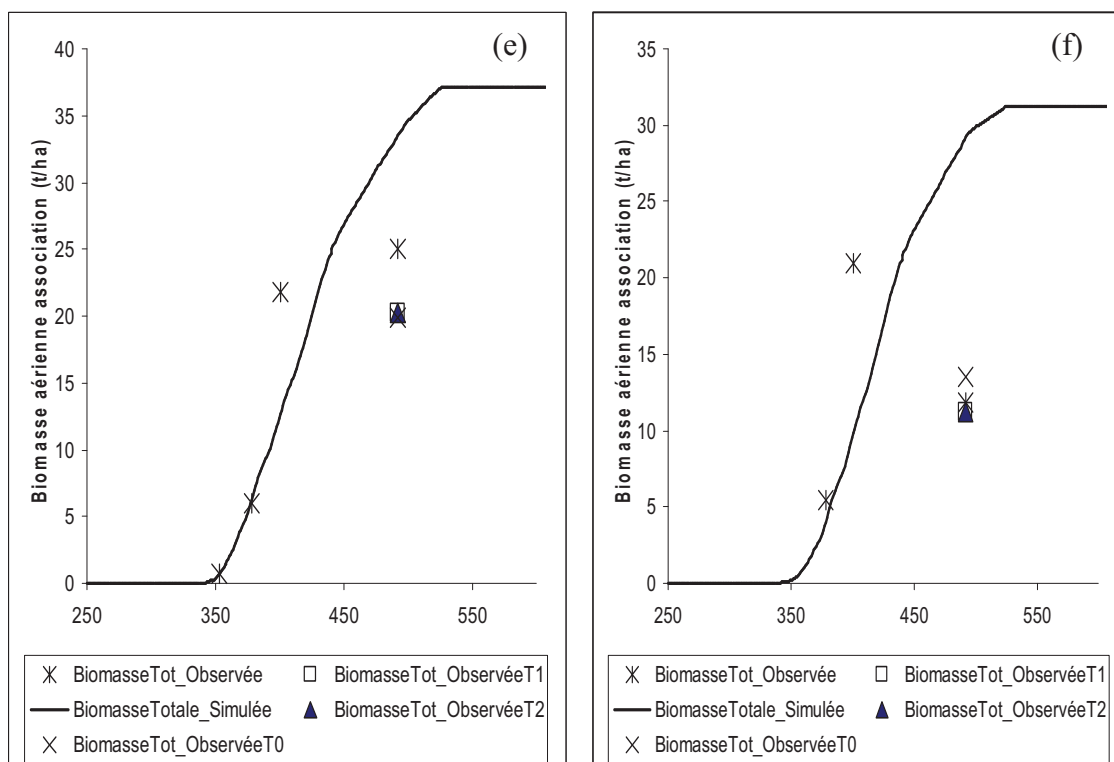 (e)
Biomasse aérienne association (t/ha)
40
35
30
25
20
15
10
5
0
250 350 450 550
BiomasseTot_Observée BiomasseTot_ObservéeT1
BiomasseTotale_Simulée BiomasseTot_ObservéeT2
BiomasseTot_ObservéeT0
(f)
Biomasse aérienne association (t/ha)
35
30
25
20
15
10
5
0
250 350 450 550
BiomasseTot_Observée BiomasseTot_ObservéeT1
BiomasseTotale_Simulée BiomasseTot_ObservéeT2
BiomasseTot_ObservéeT0